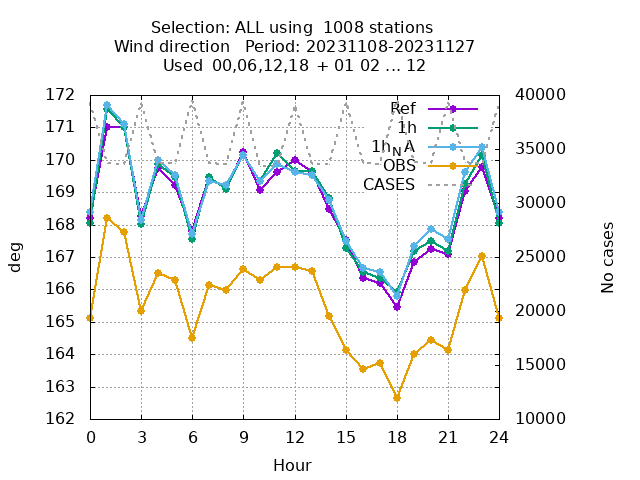 Selection: ALL using  1008 stations
Wind direction   Period: 20231108-20231127
Used  00,06,12,18 + 01 02 ... 12
172
171
170
169
168
167
166
165
164
163
162
40000
35000
30000
25000
20000
15000
10000
deg
No cases
Ref
1h
1h_NA
OBS
CASES
0 3 6 9 12 15 18 21 24
Hour